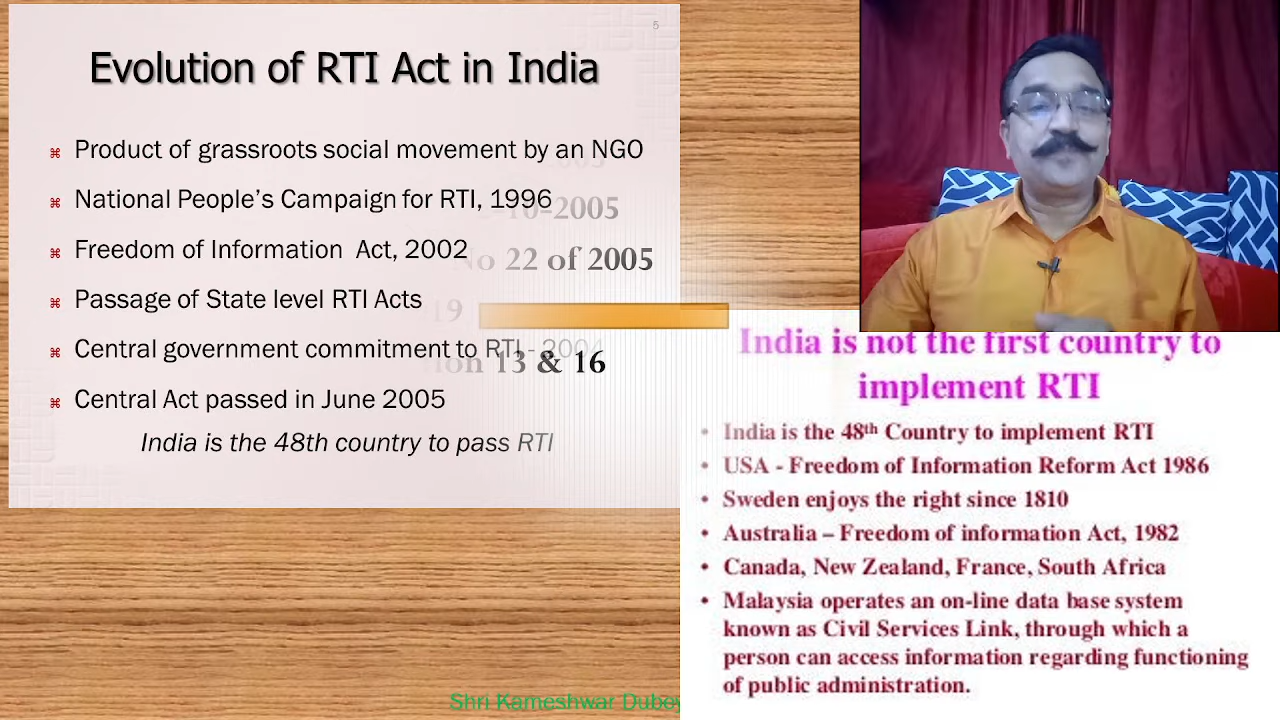 5
Evolution of RTI Act in India
Product of grassroots social movement by an NGO
National People's Campaign for RTI, 1996
Freedom of Information Act, 2002
Passage of State level RTI Acts
Central government commitment to RTI - 2004
Central Act passed in June 2005
India is the 48th country to pass RTI
-10-2005
No 22 of 2005
19
13 & 16
India is not the first country to
implement RTI
• India is the 48th Country to implement RTI
• USA - Freedom of Information Reform Act 1986
• Sweden enjoys the right since 1810
• Australia – Freedom of information Act, 1982
• Canada, New Zealand, France, South Africa
• Malaysia operates an on-line data base system
known as Civil Services Link, through which a
person can access information regarding functioning
of public administration.
Shri Kameshwar Dubey